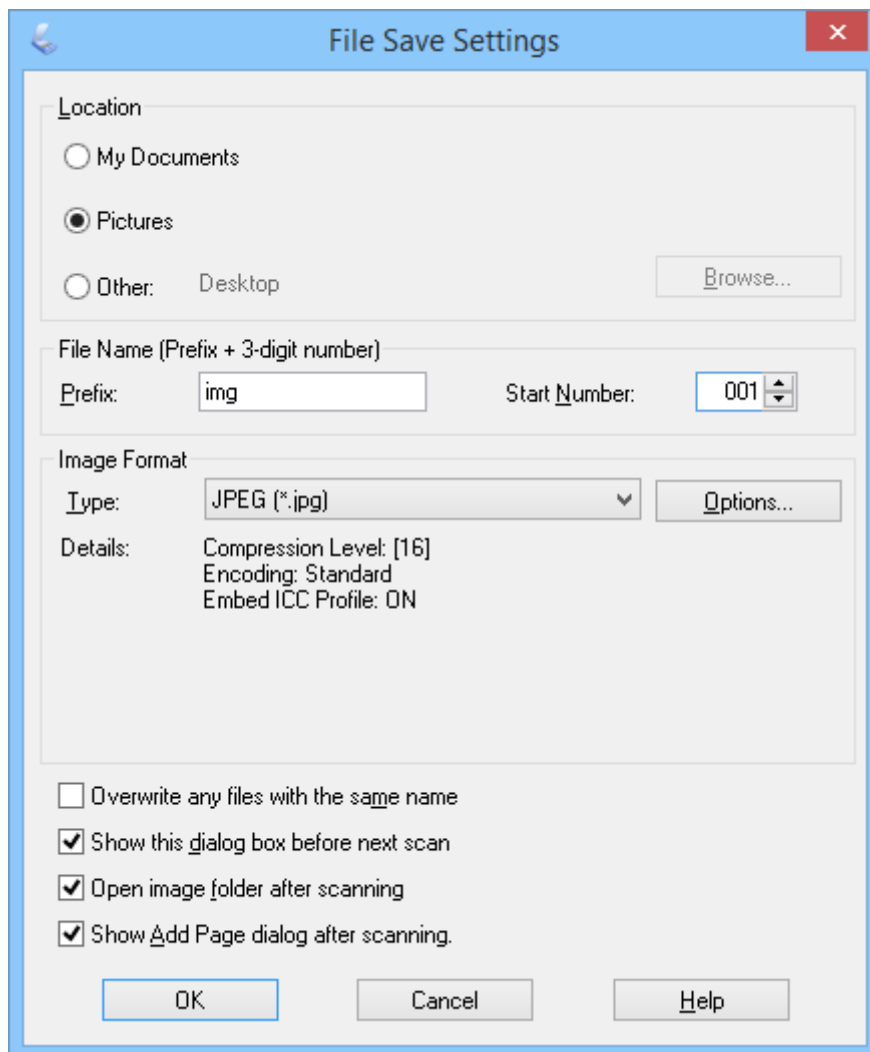 File Save Settings
Location
My Documents
Pictures
Other: Desktop Browse...
File Name (Prefix + 3-digit number)
Prefix: img Start Number: 001
Image Format
Type: JPEG (*.jpg) Options...
Details: Compression Level: [16]
Encoding: Standard
Embed ICC Profile: ON
Overwrite any files with the same name
Show this dialog box before next scan
Open image folder after scanning
Show Add Page dialog after scanning.
OK Cancel Help